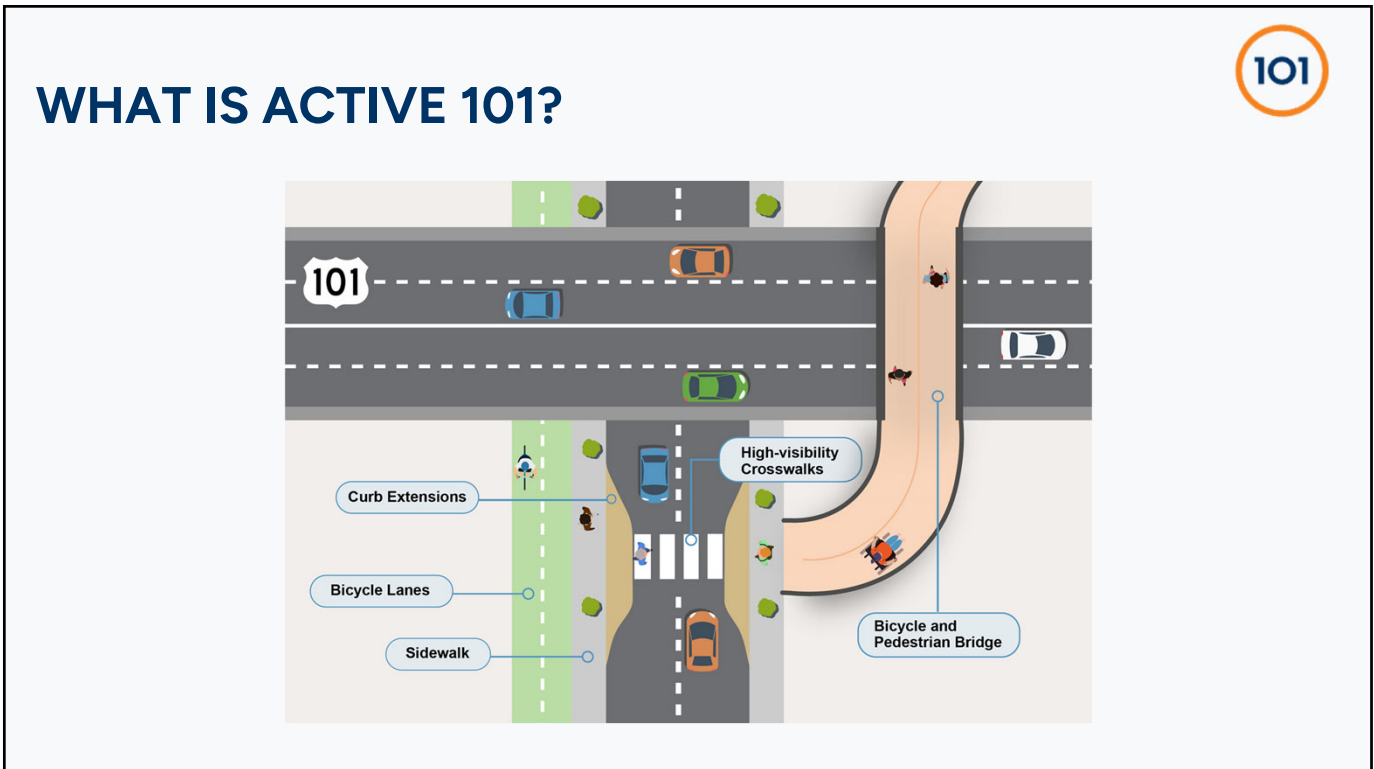 101
WHAT IS ACTIVE 101?
101
High-visibility
Crosswalks
Curb Extensions
Bicycle Lanes
Bicycle and
Pedestrian Bridge
Sidewalk